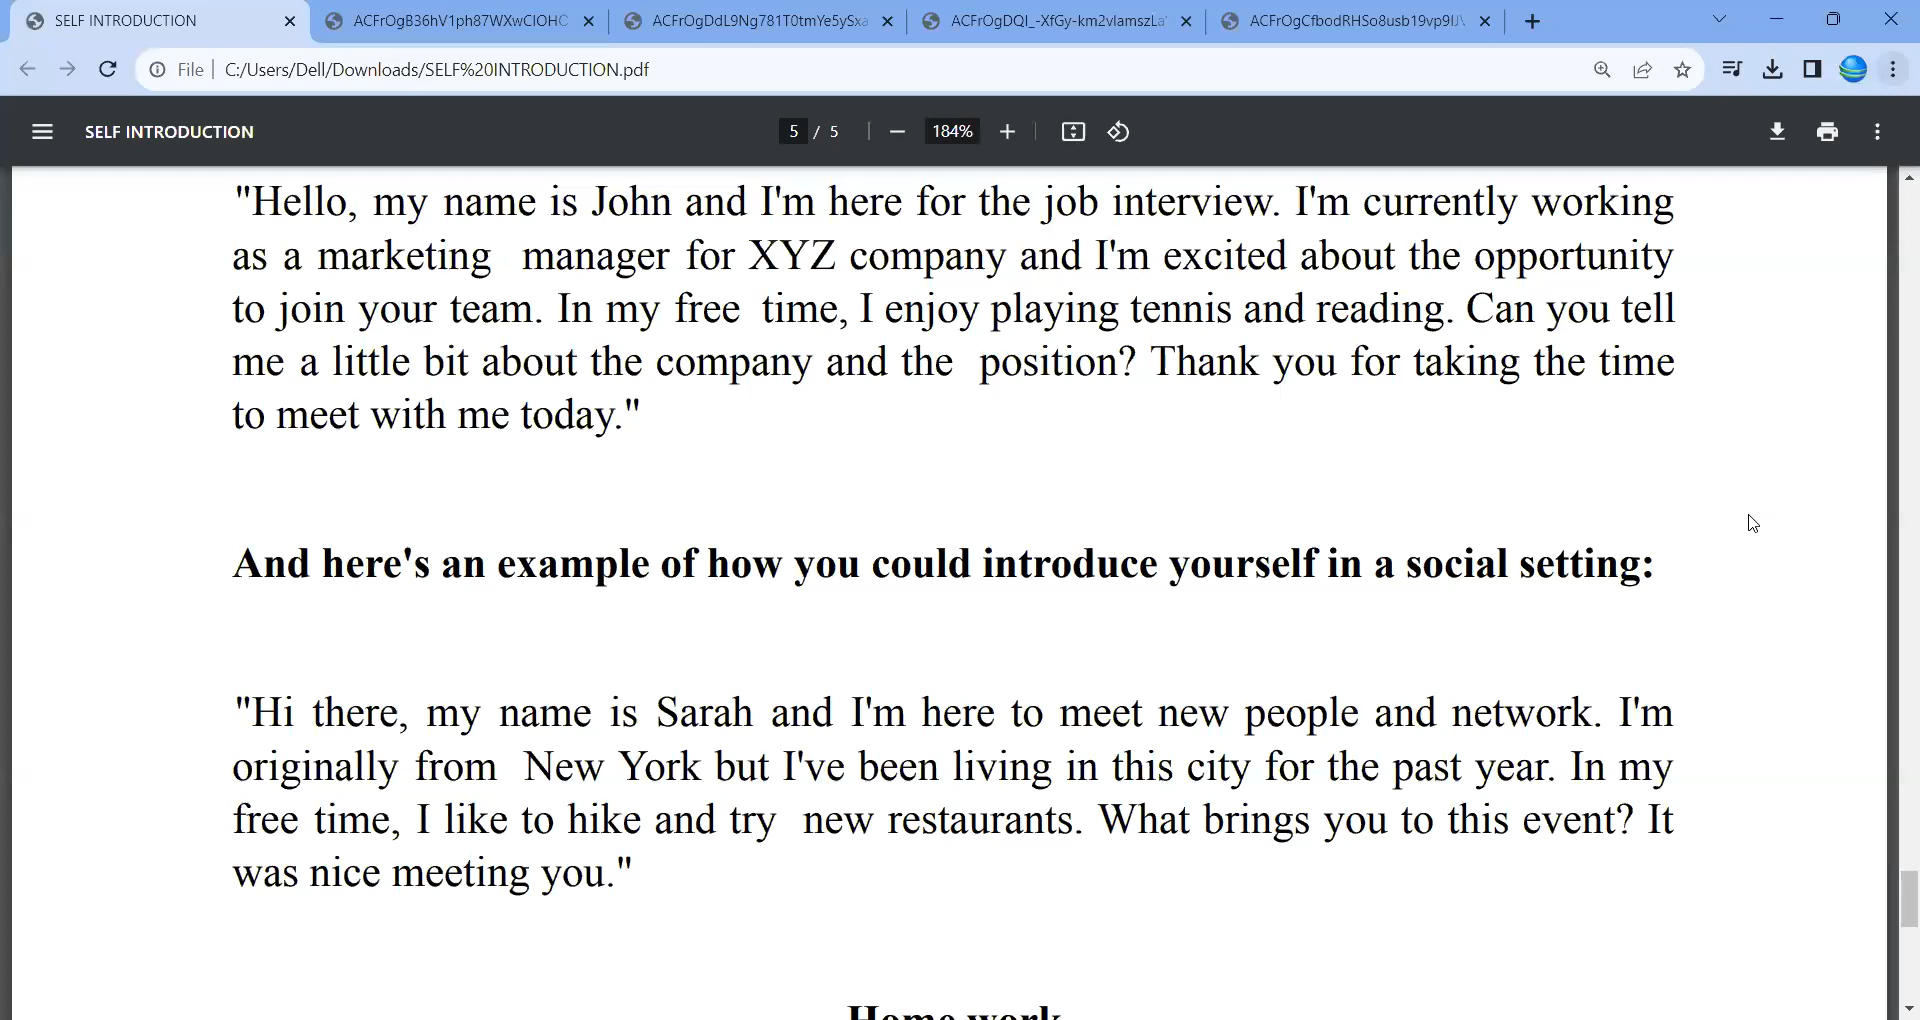 SELF INTRODUCTION
ACFrOgB36hV1ph87WXwCIOHC
ACFrOgDdL9Ng781T0tmYe5ySxa
ACFrOgDQI_-XfGy-km2vlamszLa
ACFrOgCfbodRHSo8usb19vp9IJ\
File
C:/Users/Dell/Downloads/SELF%20INTRODUCTION.pdf
SELF INTRODUCTION
5 / 5
184%
"Hello, my name is John and I'm here for the job interview. I'm currently working
as a marketing manager for XYZ company and I'm excited about the opportunity
to join your team. In my free time, I enjoy playing tennis and reading. Can you tell
me a little bit about the company and the position? Thank you for taking the time
to meet with me today."
And here's an example of how you could introduce yourself in a social setting:
"Hi there, my name is Sarah and I'm here to meet new people and network. I'm
originally from New York but I've been living in this city for the past year. In my
free time, I like to hike and try new restaurants. What brings you to this event? It
was nice meeting you."
Home work